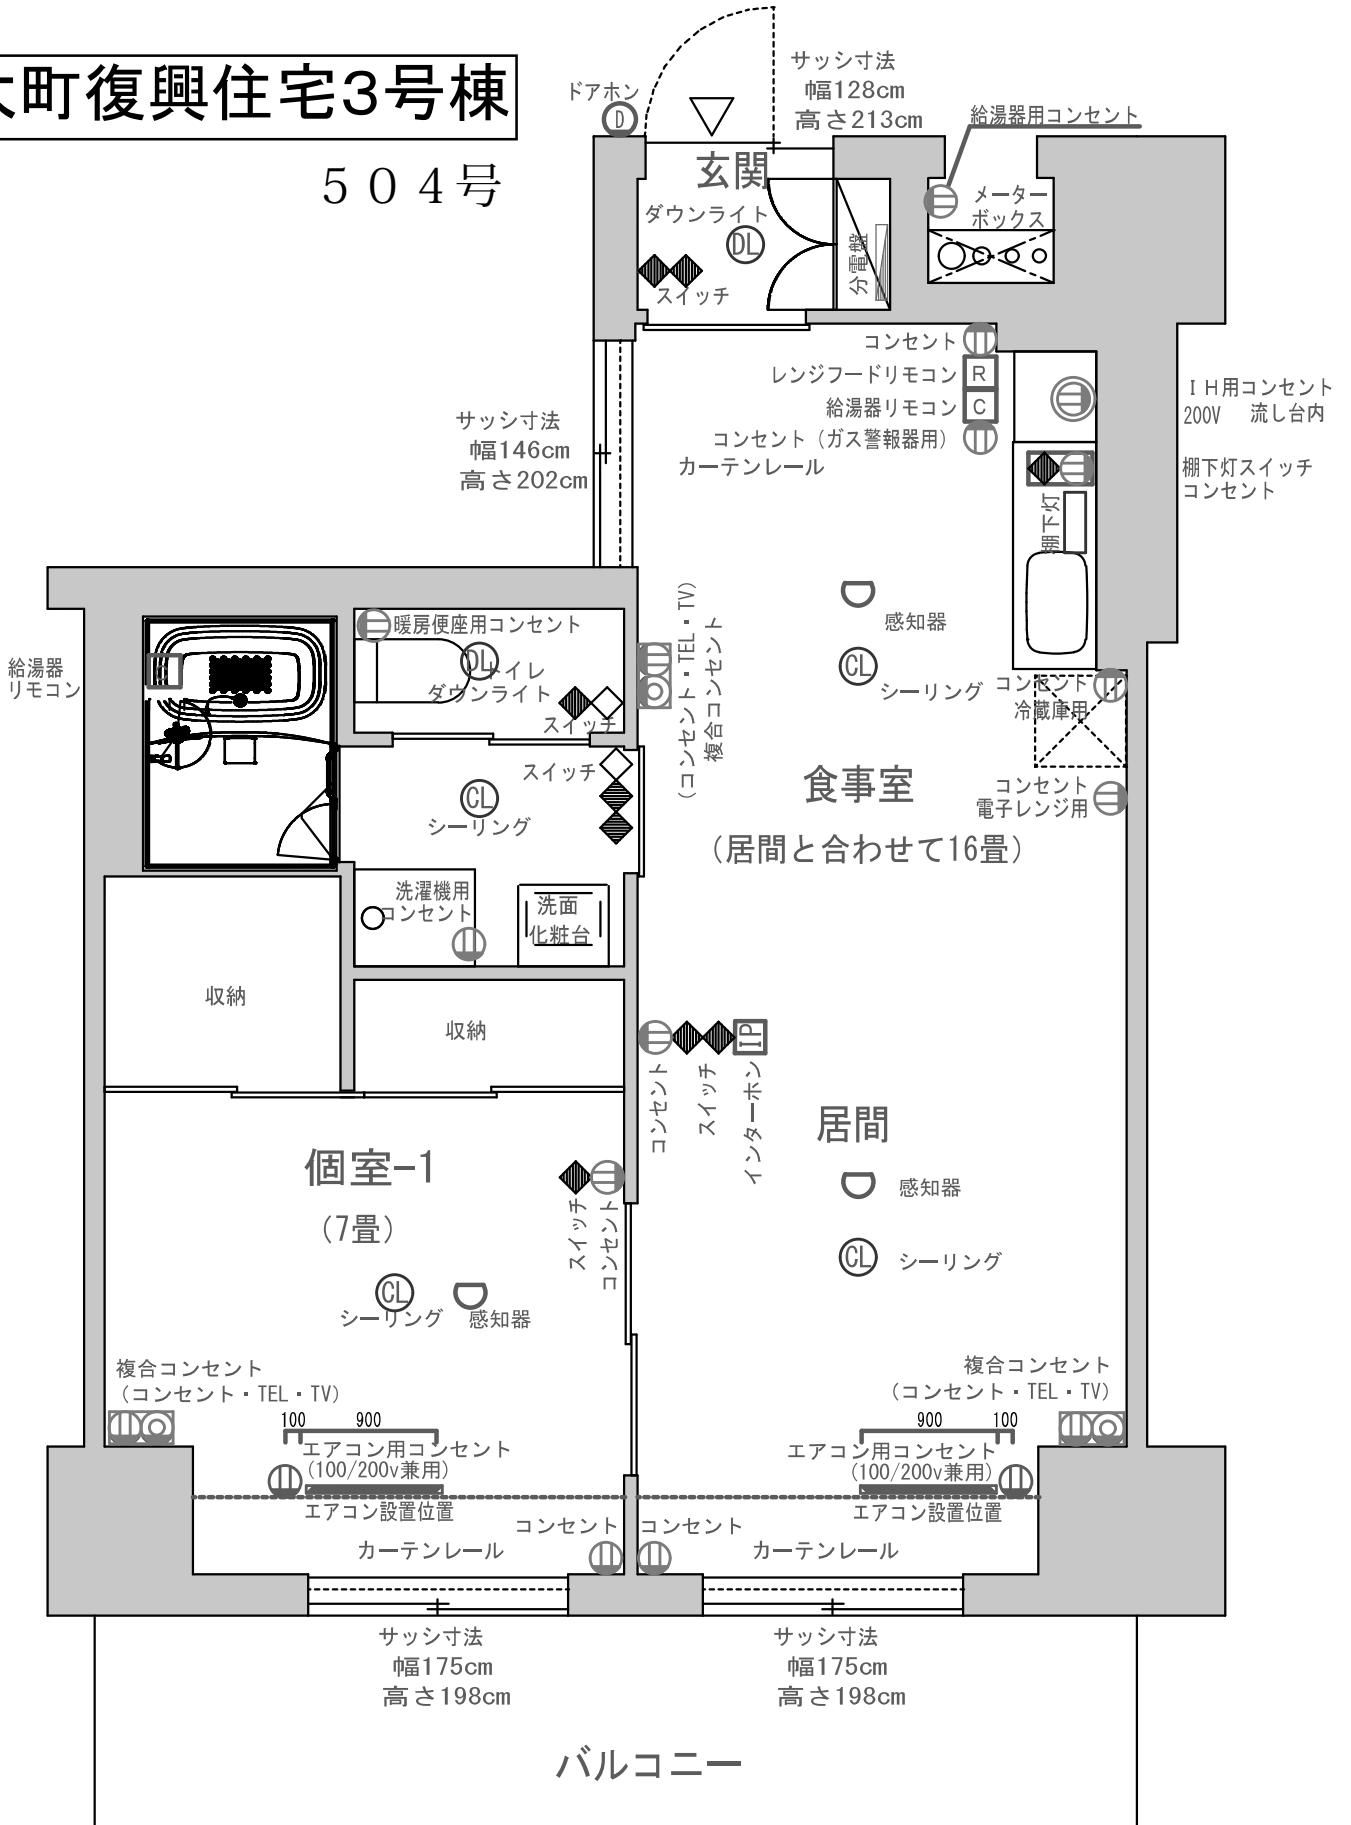 町復興住宅3号棟
504号
ドアホン
D
サッシ寸法
幅128cm
高さ213cm
給湯器用コンセント
玄関
ダウンライト
DL
スイッチ
分電盤
メーター
ボックス
コンセント
レンジフードリモコン
R
給湯器リモコン
C
コンセント（ガス警報器用）
カーテンレール
IH用コンセント
200V 流し台内
棚下灯スイッチ
コンセント
棚下灯
サッシ寸法
幅146cm
高さ202cm
感知器
CL
シーリング
コンセント
冷蔵庫用
コンセント
電子レンジ用
食事室
（居間と合わせて16畳）
複合コンセント
（コンセント・TEL・TV）
給湯器
リモコン
暖房便座用コンセント
DL
トイレ
ダウンライト
スイッチ
スイッチ
CL
シーリング
洗濯機用
コンセント
洗面
化粧台
収納
収納
コンセント
スイッチ
IP
インターホン
居間
感知器
CL
シーリング
個室-1
（7畳）
スイッチ
コンセント
CL
シーリング
感知器
複合コンセント
（コンセント・TEL・TV）
100
900
エアコン用コンセント
(100/200v兼用)
エアコン設置位置
カーテンレール
コンセント
複合コンセント
（コンセント・TEL・TV）
900
100
エアコン用コンセント
(100/200v兼用)
エアコン設置位置
コンセント
カーテンレール
サッシ寸法
幅175cm
高さ198cm
サッシ寸法
幅175cm
高さ198cm
バルコニー